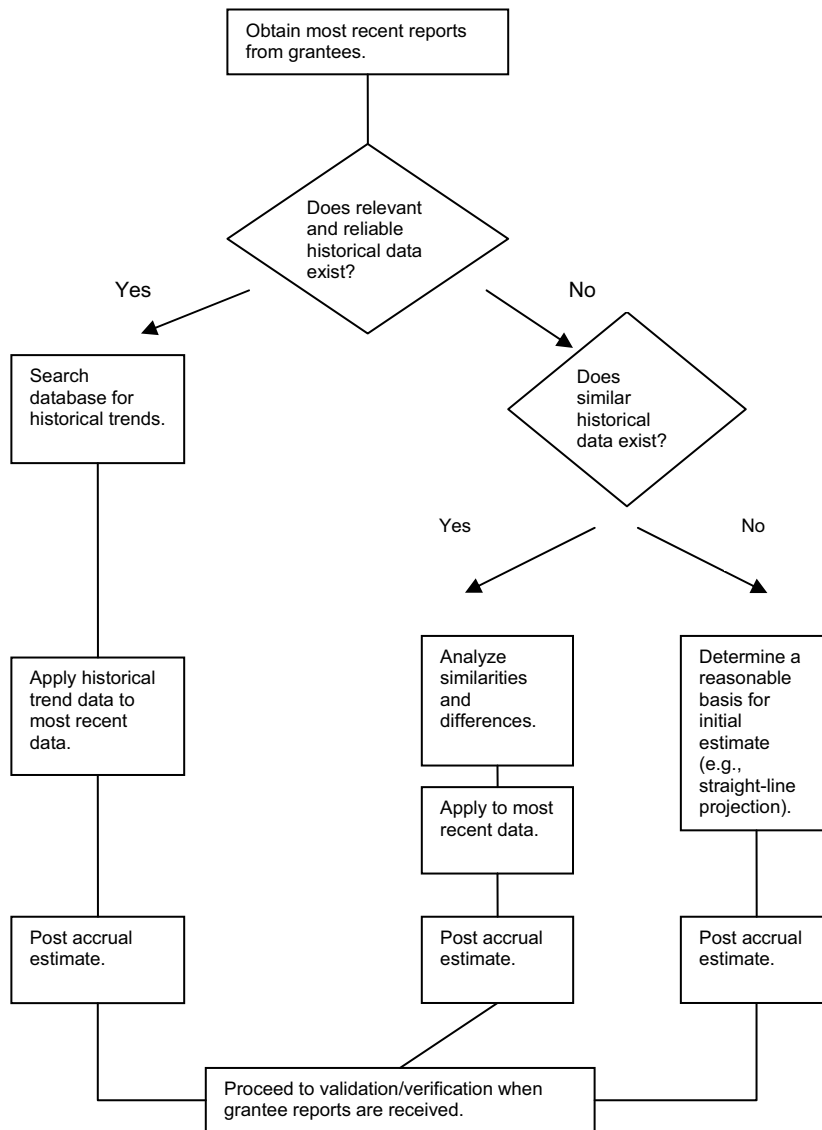 Obtain most recent reports
from grantees.
Does relevant
and reliable
historical data
exist?
Yes
No
Search
database for
historical trends.
Does
similar
historical
data exist?
Yes
No
Apply historical
trend data to
most recent
data.
Analyze
similarities
and
differences.
Determine a
reasonable
basis for
initial
estimate
(e.g.,
straight-line
projection).
Apply to most
recent data.
Post accrual
estimate.
Post accrual
estimate.
Post accrual
estimate.
Proceed to validation/verification when
grantee reports are received.